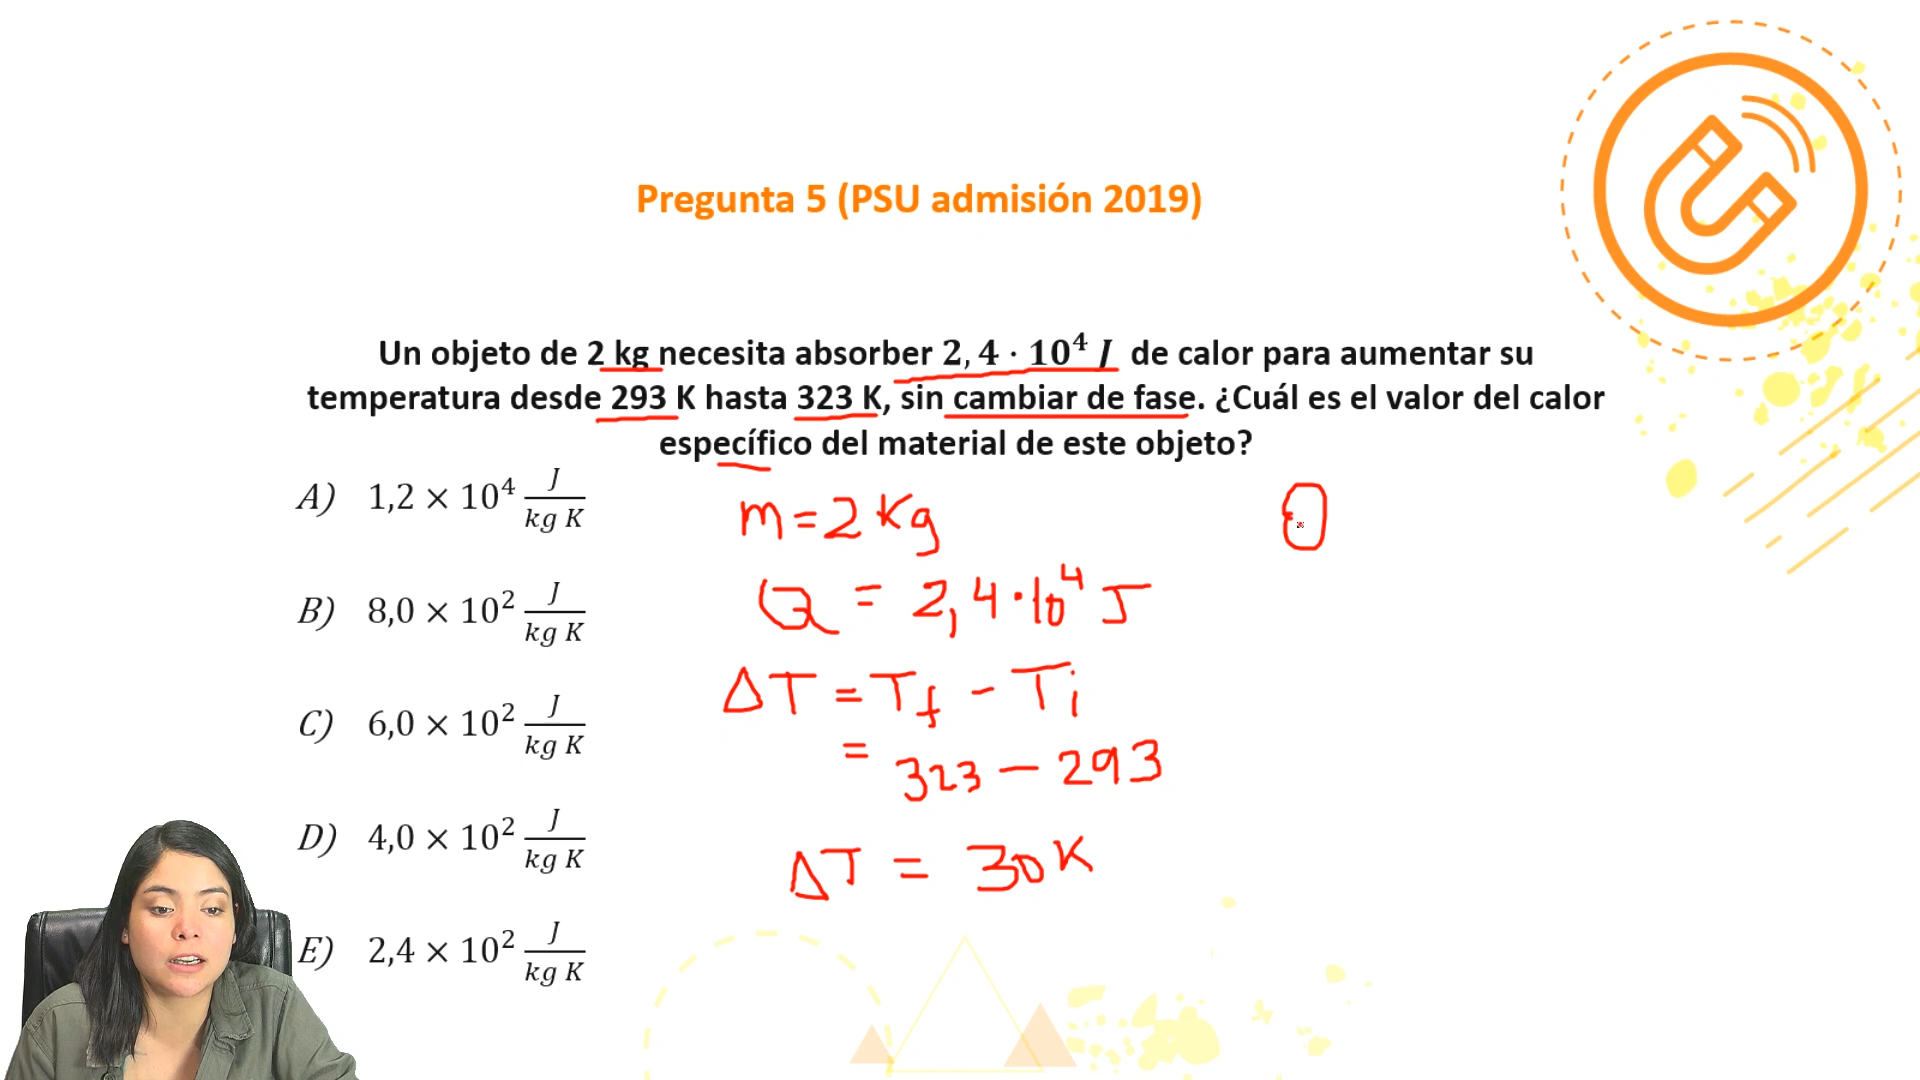 Pregunta 5 (PSU admisión 2019)
Un objeto de 2 kg necesita absorber 2,4 · 10⁴ J de calor para aumentar su
temperatura desde 293 K hasta 323 K, sin cambiar de fase. ¿Cuál es el valor del calor
específico del material de este objeto?
A) 1,2 × 10⁴ J/kg K
B) 8,0 × 10² J/kg K
C) 6,0 × 10² J/kg K
D) 4,0 × 10² J/kg K
E) 2,4 × 10² J/kg K
m = 2 Kg
Q = 2,4 · 10⁴ J
ΔT = Tf - Ti
= 323 - 293
ΔT = 30 K